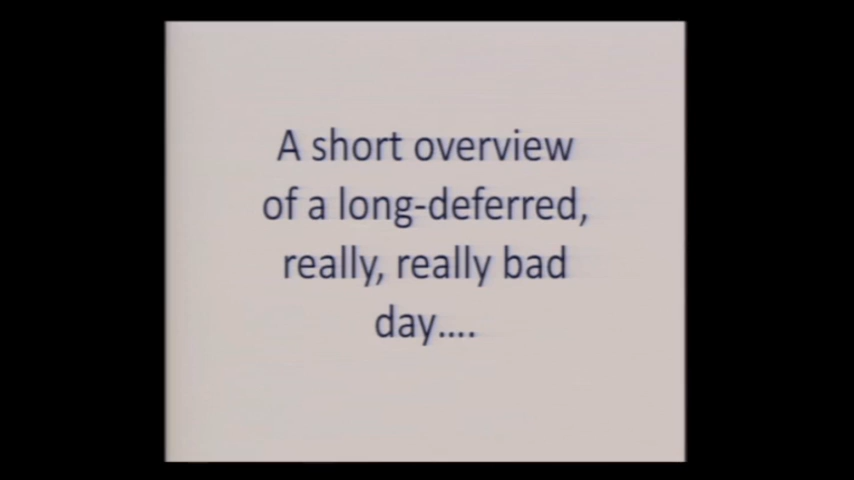 A short overview
of a long-deferred,
really, really bad
day....